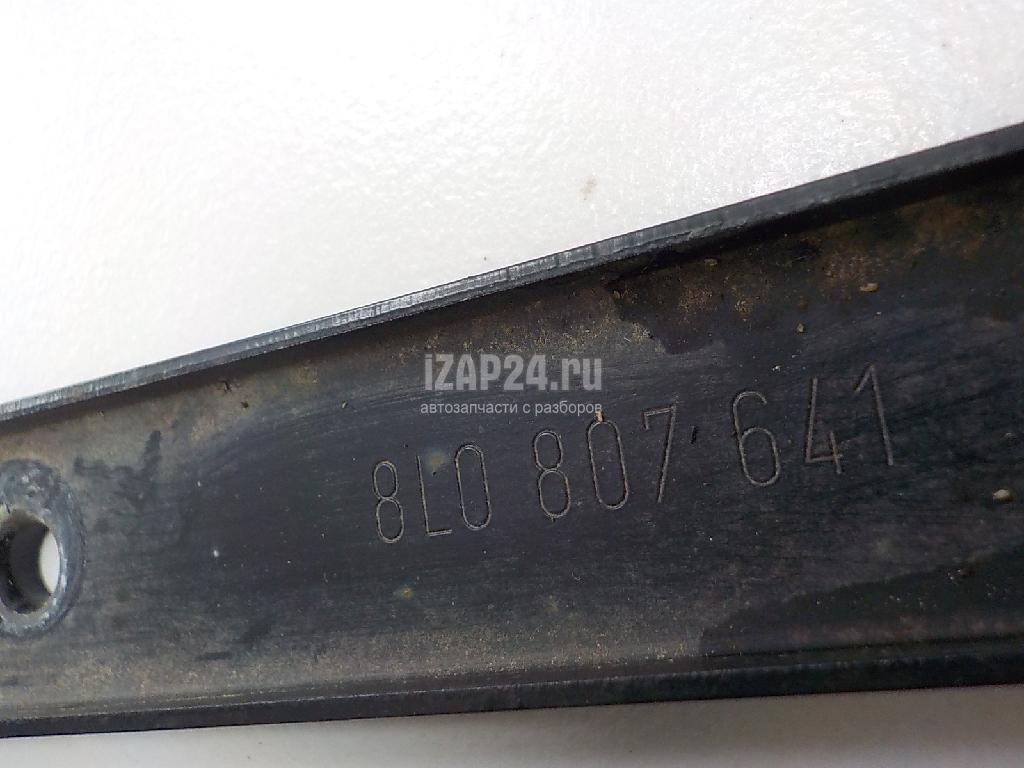 iZAP24.ru
автозапчасти с разборов
8L0 807 641